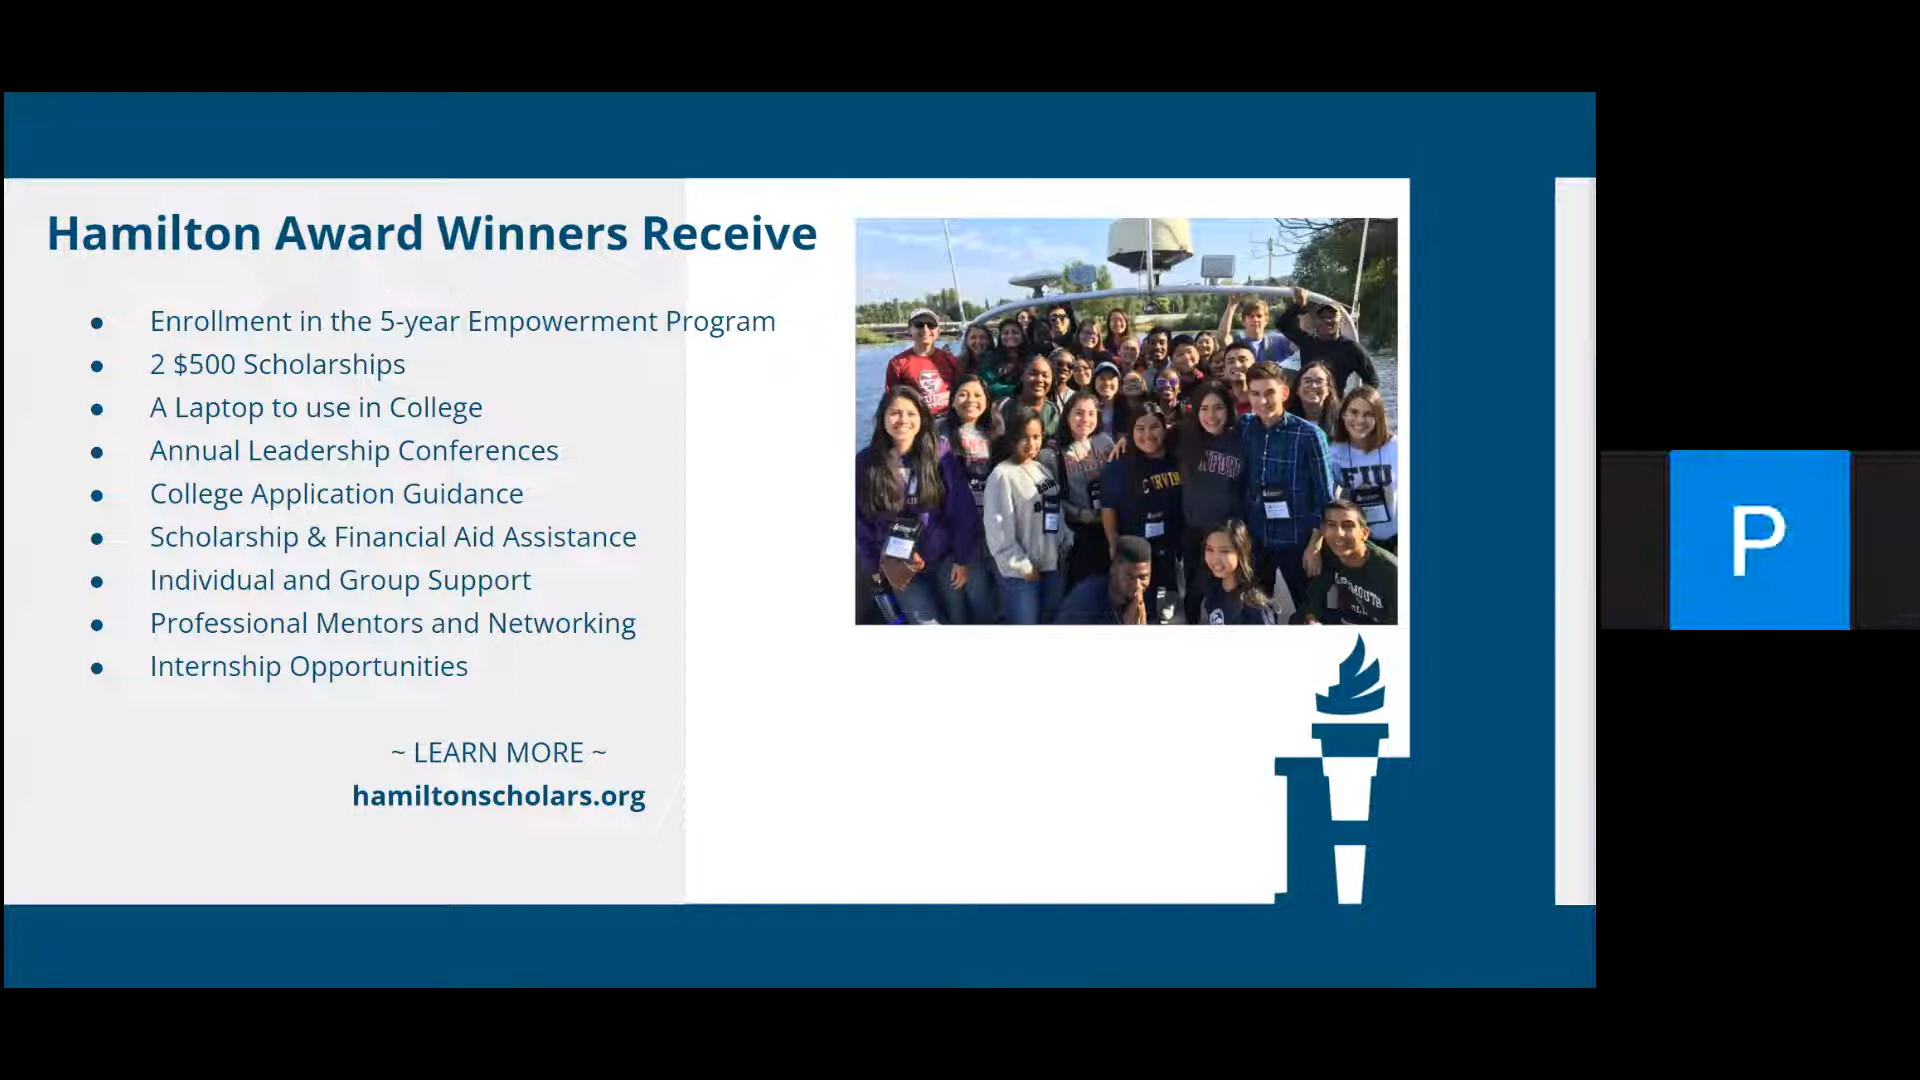 Hamilton Award Winners Receive
● Enrollment in the 5-year Empowerment Program
● 2 $500 Scholarships
● A Laptop to use in College
● Annual Leadership Conferences
● College Application Guidance
● Scholarship & Financial Aid Assistance
● Individual and Group Support
● Professional Mentors and Networking
● Internship Opportunities
~ LEARN MORE ~
hamiltonscholars.org
FIU
P